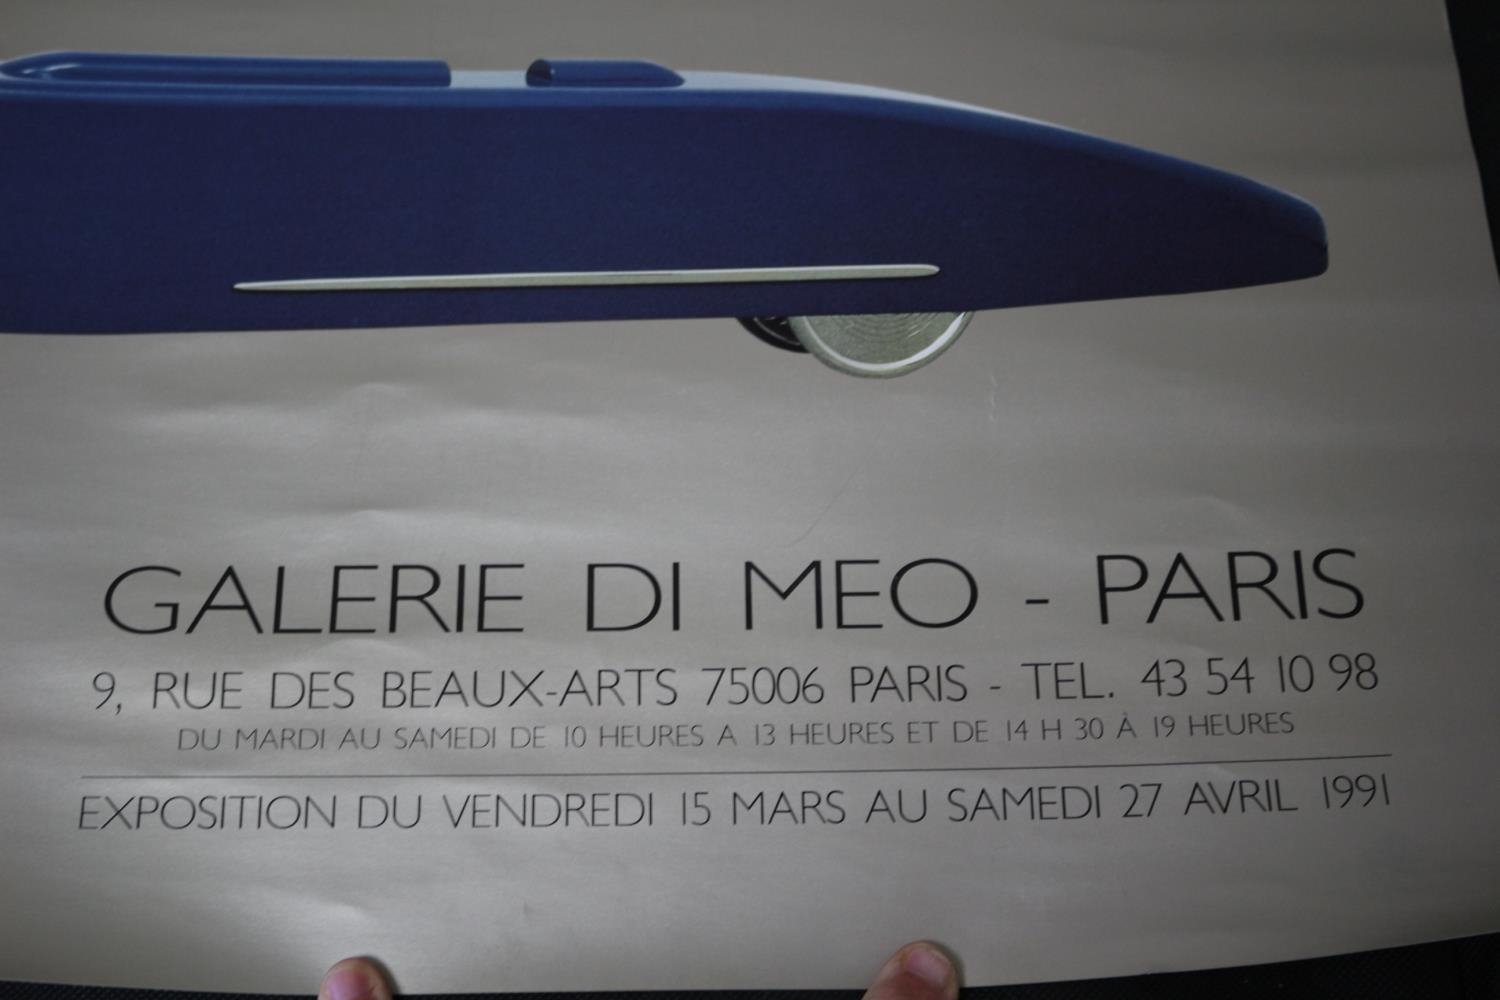 GALERIE DI MEO - PARIS
9, RUE DES BEAUX-ARTS 75006 PARIS - TEL. 43 54 10 98
DU MARDI AU SAMEDI DE 10 HEURES A 13 HEURES ET DE 14 H 30 À 19 HEURES
EXPOSITION DU VENDREDI 15 MARS AU SAMEDI 27 AVRIL 1991